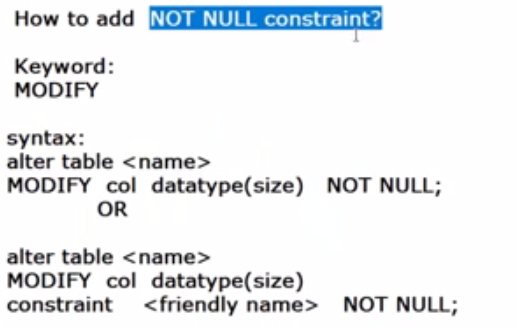 How to add NOT NULL constraint?
Keyword:
MODIFY
syntax:
alter table <name>
MODIFY col datatype(size) NOT NULL;
OR
alter table <name>
MODIFY col datatype(size)
constraint <friendly name> NOT NULL;